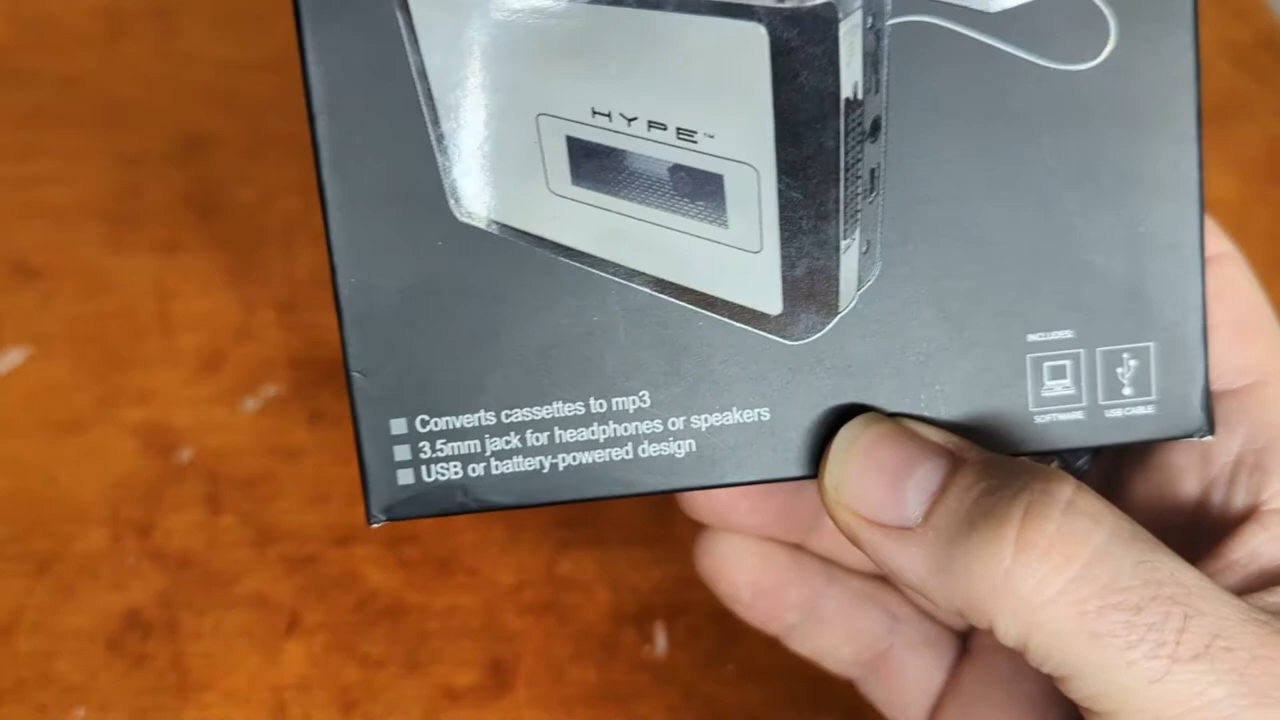 HYPE™
INCLUDES:
SOFTWARE
USB CABLE
Converts cassettes to mp3
3.5mm jack for headphones or speakers
USB or battery-powered design